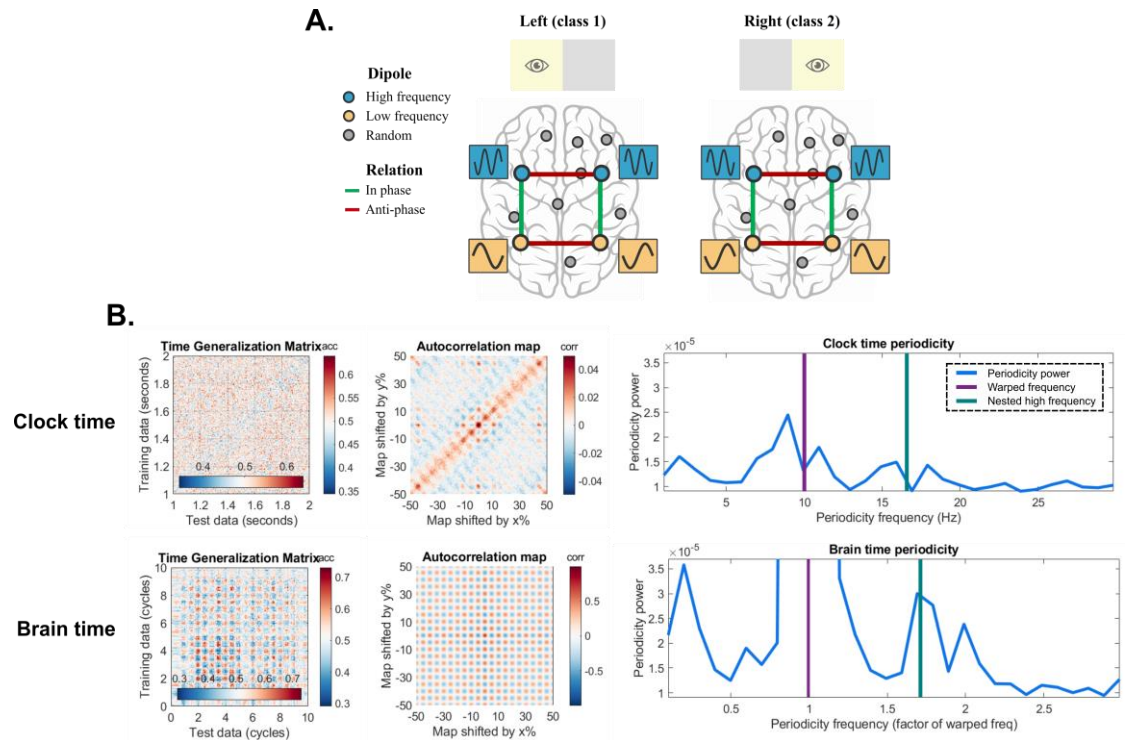 A.
Left (class 1)
Right (class 2)
Dipole
High frequency
Low frequency
Random
Relation
In phase
Anti-phase
B.
Clock time
Time Generalization Matrix
acc
Training data (seconds)
2
1.8
1.6
1.4
1.2
1
0.4 0.5 0.6
1 1.2 1.4 1.6 1.8 2
Test data (seconds)
0.6
0.55
0.5
0.45
0.4
0.35
Autocorrelation map
corr
Map shifted by y%
50
30
10
-10
-30
-50
-50 -30 -10 10 30 50
Map shifted by x%
0.04
0.02
0
-0.02
-0.04
Clock time periodicity
×10⁻⁵
Periodicity power
3.5
3
2.5
2
1.5
1
5 10 15 20 25
Periodicity frequency (Hz)
Periodicity power
Warped frequency
Nested high frequency
Brain time
Time Generalization Matrix
acc
Training data (cycles)
10
8
6
4
2
0
0.3 0.4 0.5 0.6 0.7
0 2 4 6 8 10
Test data (cycles)
0.7
0.6
0.5
0.4
0.3
Autocorrelation map
corr
Map shifted by y%
50
30
10
-10
-30
-50
-50 -30 -10 10 30 50
Map shifted by x%
0.5
0
-0.5
Brain time periodicity
×10⁻⁵
Periodicity power
3.5
3
2.5
2
1.5
1
0.5 1 1.5 2 2.5
Periodicity frequency (factor of warped freq)